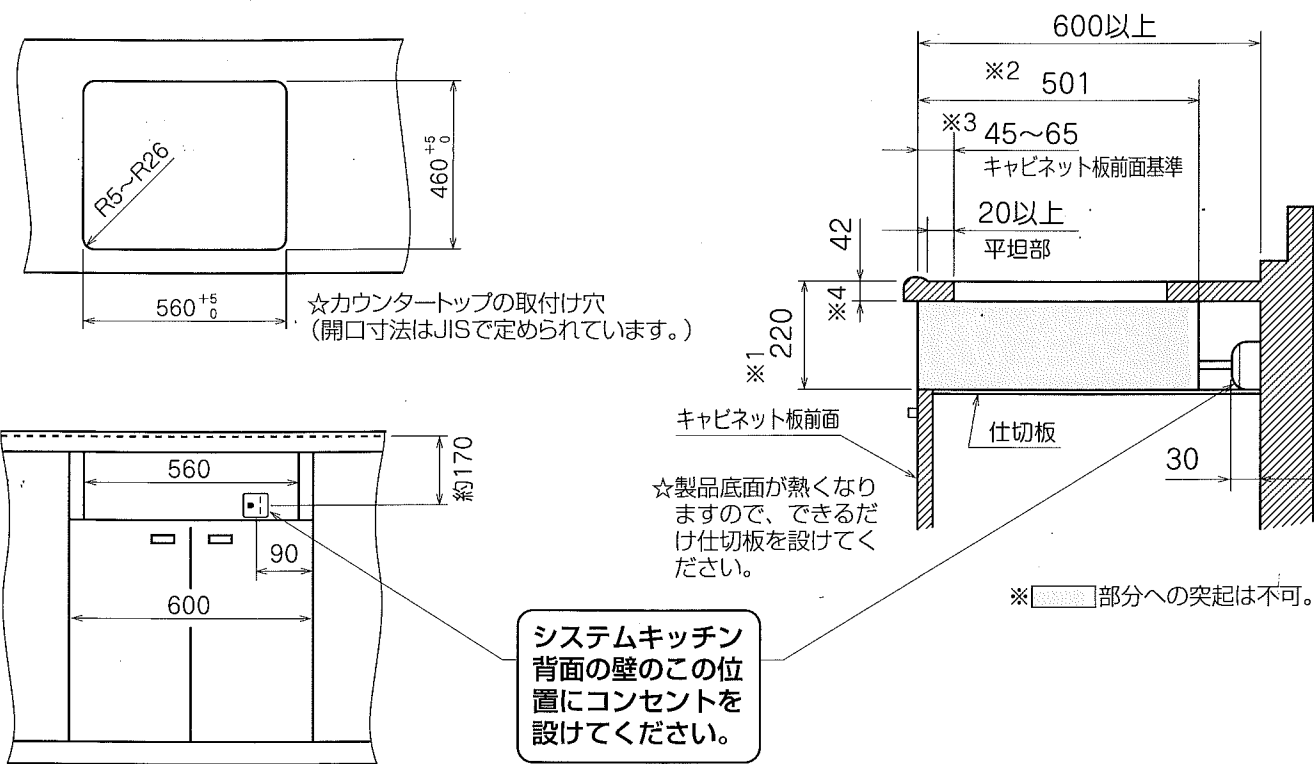 R5～R26
460 +5 0
560 +5 0
☆カウンタートップの取付け穴
（開口寸法はJISで定められています。）
600以上
※2
501
※3
45～65
キャビネット板前面基準
20以上
平坦部
42
※4
220
※1
キャビネット板前面
仕切板
30
☆製品底面が熱くなり
ますので、できるだ
け仕切板を設けてく
ださい。
※ 部分への突起は不可。
560
約170
90
600
システムキッチン
背面の壁のこの位
置にコンセントを
設けてください。